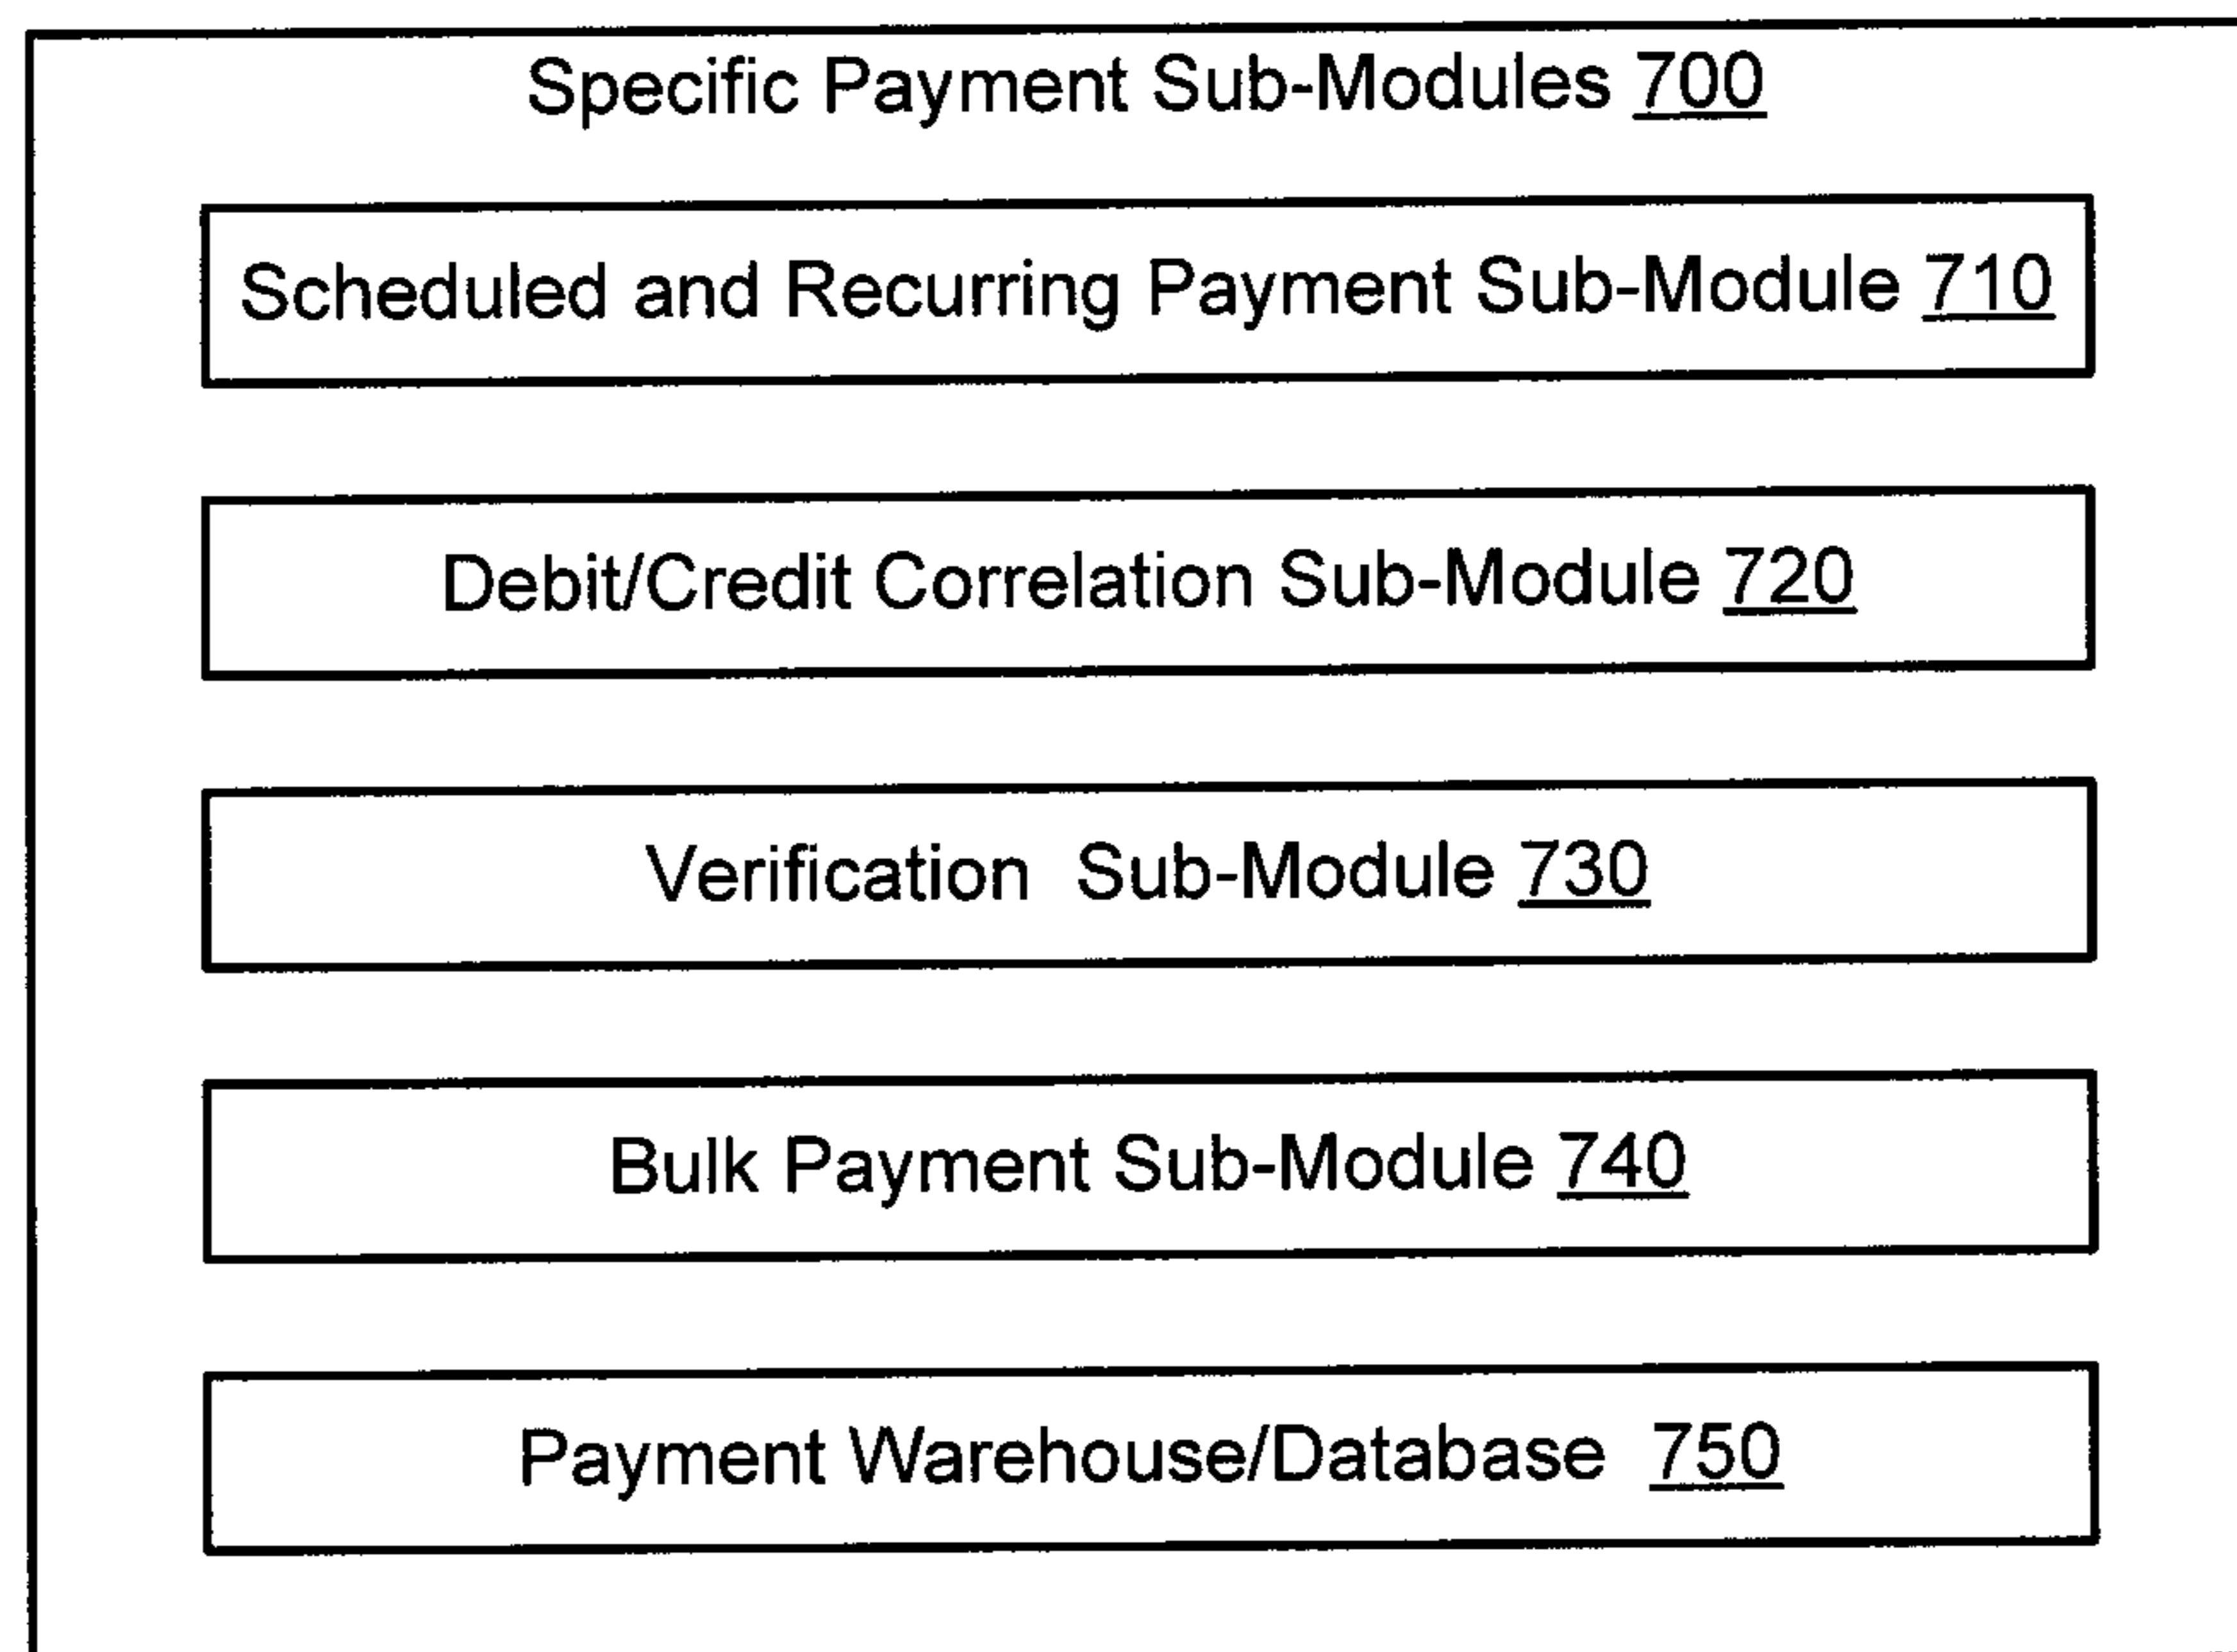 Specific Payment Sub-Modules 700
Scheduled and Recurring Payment Sub-Module 710
Debit/Credit Correlation Sub-Module 720
Verification Sub-Module 730
Bulk Payment Sub-Module 740
Payment Warehouse/Database 750